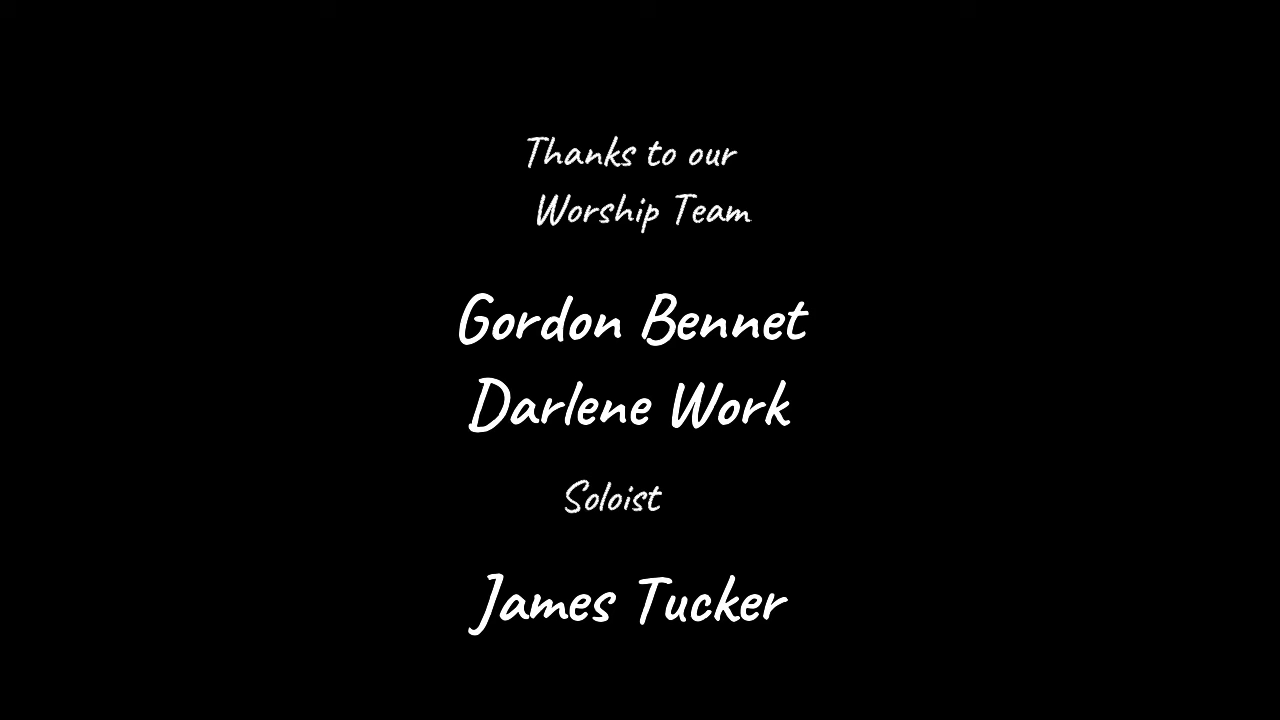 Thanks to our
Worship Team
Gordon Bennet
Darlene Work
Soloist
James Tucker